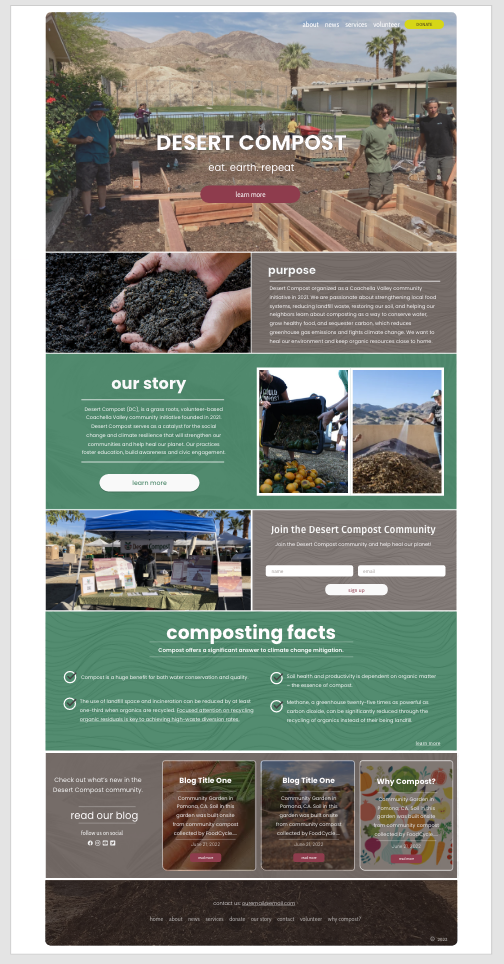 about news services volunteer DONATE
DESERT COMPOST
eat. earth. repeat
learn more
purpose
Desert Compost organized as a Coachella Valley community
initiative in 2021. We are passionate about strengthening local food
systems, reducing landfill waste, restoring our soil, and helping our
neighbors learn about composting as a way to conserve water,
grow healthy food, and sequester carbon, which reduces
greenhouse gas emissions and fights climate change. We want to
heal our environment and keep organic resources close to home.
our story
Desert Compost (DC), is a grass roots, volunteer-based
Coachella Valley community initiative founded in 2021.
Desert Compost serves as a catalyst for the social
change and climate resilience that will strengthen our
communities and help heal our planet. Our practices
foster education, build awareness and civic engagement.
learn more
Join the Desert Compost Community
Join the Desert Compost community and help heal our planet!
name
email
sign up
composting facts
Compost offers a significant answer to climate change mitigation.
Compost is a huge benefit for both water conservation and quality
The use of landfill space and incineration can be reduced by at least
one-third when organics are recycled. Focused attention on recycling
organic residuals is key to achieving high-waste diversion rates.
Soil health and productivity is dependent on organic matter
– the essence of compost.
Methane, a greenhouse twenty-five times as powerful as
carbon dioxide, can be significantly reduced through the
recycling of organics instead of their being landfill.
learn more
Check out what's new in the
Desert Compost community.
read our blog
follow us on social
Blog Title One
Community Garden in
Pomona, CA. Soil in this
garden was built onsite
from community compost
collected by FoodCycle...
June 21, 2022
read more
Blog Title One
Community Garden in
Pomona, CA. Soil in this
garden was built onsite
from community compost
collected by FoodCycle...
June 21, 2022
read more
Why Compost?
Community Garden in
Pomona, CA. Soil in this
garden was built onsite
from community compost
collected by FoodCycle...
June 21, 2022
read more
contact us: ouremail@email.com
home about news services donate our story contact volunteer why compost?
© 2022